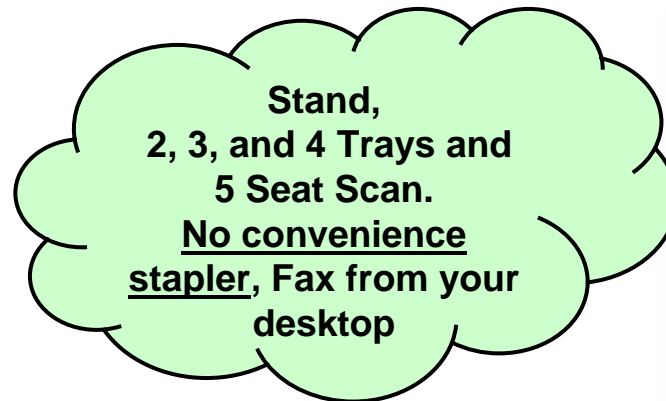 Stand,
2, 3, and 4 Trays and
5 Seat Scan.
No convenience
stapler, Fax from your
desktop